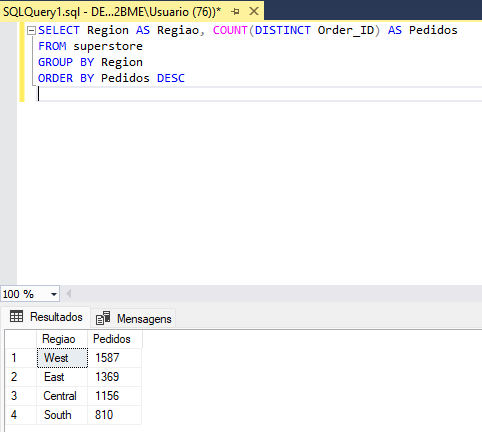 SQLQuery1.sql - DE...2BME\Usuario (76))*
SELECT Region AS Regiao, COUNT(DISTINCT Order_ID) AS Pedidos
FROM superstore
GROUP BY Region
ORDER BY Pedidos DESC
100 %
Resultados Mensagens
Regiao Pedidos
1 West 1587
2 East 1369
3 Central 1156
4 South 810